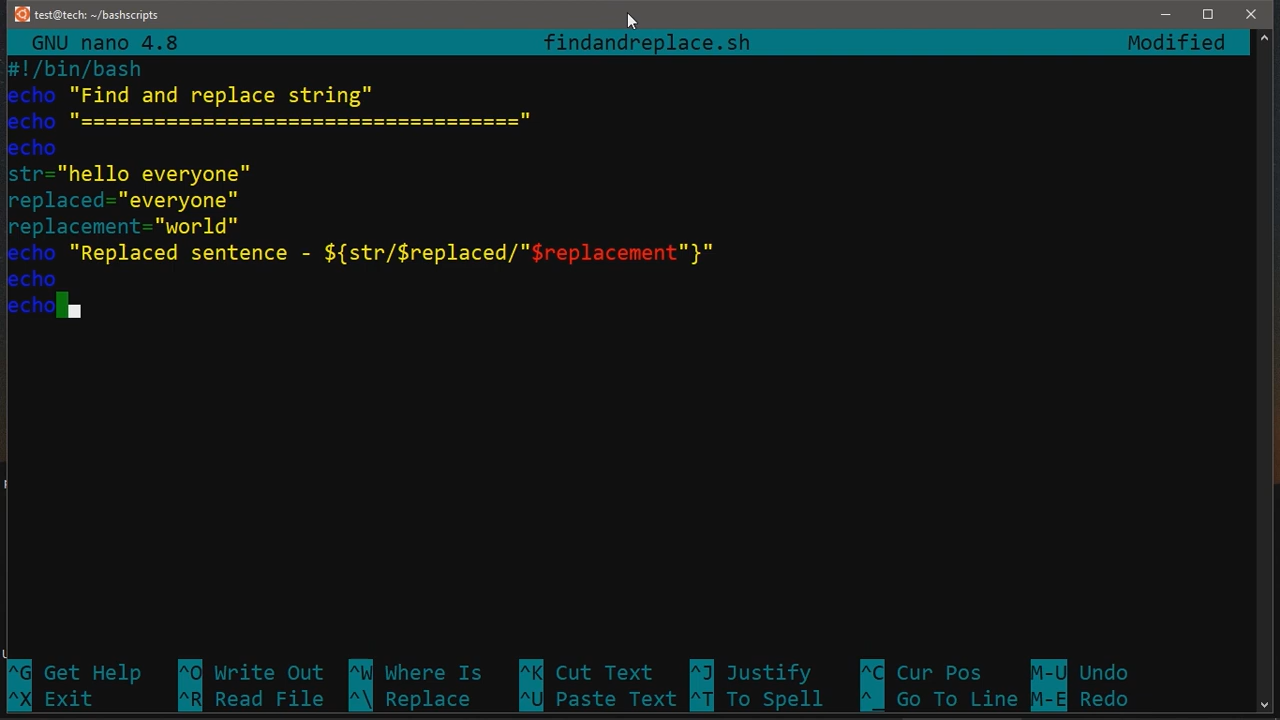 test@tech: ~/bashscripts
GNU nano 4.8 findandreplace.sh Modified
#!/bin/bash
echo "Find and replace string"
echo "===================================="
echo
str="hello everyone"
replaced="everyone"
replacement="world"
echo "Replaced sentence - ${str/$replaced/"$replacement"}"
echo
echo
^G Get Help ^O Write Out ^W Where Is ^K Cut Text ^J Justify ^C Cur Pos M-U Undo
^X Exit ^R Read File ^\ Replace ^U Paste Text ^T To Spell ^_ Go To Line M-E Redo